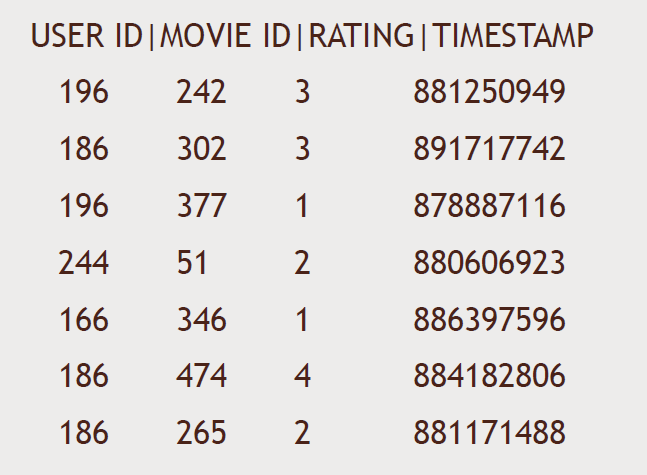 USER ID|MOVIE ID|RATING|TIMESTAMP
196 242 3 881250949
186 302 3 891717742
196 377 1 878887116
244 51 2 880606923
166 346 1 886397596
186 474 4 884182806
186 265 2 881171488